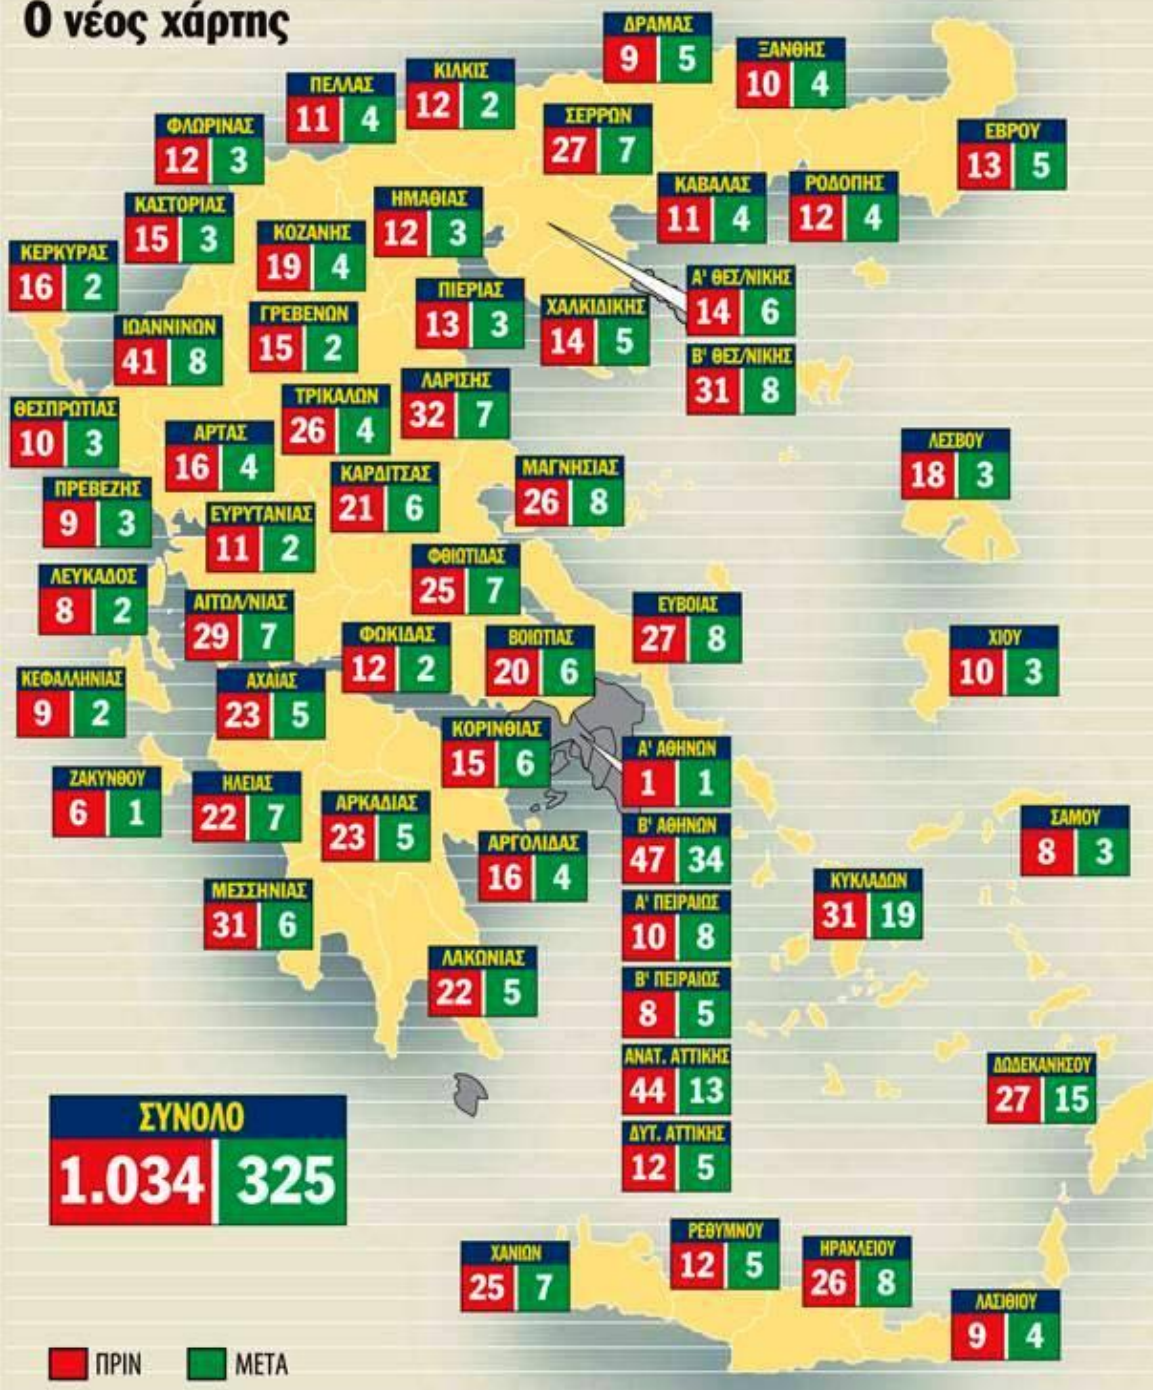 Ο νέος χάρτης
ΔΡΑΜΑΣ
9 5
ΞΑΝΘΗΣ
10 4
ΚΙΛΚΙΣ
12 2
ΠΕΛΛΑΣ
11 4
ΣΕΡΡΩΝ
27 7
ΦΛΩΡΙΝΑΣ
12 3
ΕΒΡΟΥ
13 5
ΚΑΒΑΛΑΣ
11 4
ΡΟΔΟΠΗΣ
12 4
ΗΜΑΘΙΑΣ
12 3
ΚΑΣΤΟΡΙΑΣ
15 3
ΚΟΖΑΝΗΣ
19 4
ΚΕΡΚΥΡΑΣ
16 2
Α' ΘΕΣ/ΝΙΚΗΣ
14 6
ΠΙΕΡΙΑΣ
13 3
ΧΑΛΚΙΔΙΚΗΣ
14 5
ΓΡΕΒΕΝΩΝ
15 2
ΙΩΑΝΝΙΝΩΝ
41 8
Β' ΘΕΣ/ΝΙΚΗΣ
31 8
ΛΑΡΙΣΗΣ
32 7
ΤΡΙΚΑΛΩΝ
26 4
ΘΕΣΠΡΩΤΙΑΣ
10 3
ΑΡΤΑΣ
16 4
ΛΕΣΒΟΥ
18 3
ΜΑΓΝΗΣΙΑΣ
26 8
ΚΑΡΔΙΤΣΑΣ
21 6
ΠΡΕΒΕΖΗΣ
9 3
ΕΥΡΥΤΑΝΙΑΣ
11 2
ΦΘΙΩΤΙΔΑΣ
25 7
ΛΕΥΚΑΔΟΣ
8 2
ΑΙΤΩΛ/ΝΙΑΣ
29 7
ΕΥΒΟΙΑΣ
27 8
ΦΩΚΙΔΑΣ
12 2
ΒΟΙΩΤΙΑΣ
20 6
ΧΙΟΥ
10 3
ΚΕΦΑΛΛΗΝΙΑΣ
9 2
ΑΧΑΪΑΣ
23 5
ΚΟΡΙΝΘΙΑΣ
15 6
Α' ΑΘΗΝΩΝ
1 1
ΖΑΚΥΝΘΟΥ
6 1
ΗΛΕΙΑΣ
22 7
ΑΡΚΑΔΙΑΣ
23 5
ΣΑΜΟΥ
8 3
Β' ΑΘΗΝΩΝ
47 34
ΑΡΓΟΛΙΔΑΣ
16 4
ΚΥΚΛΑΔΩΝ
31 19
ΜΕΣΣΗΝΙΑΣ
31 6
Α' ΠΕΙΡΑΙΩΣ
10 8
ΛΑΚΩΝΙΑΣ
22 5
Β' ΠΕΙΡΑΙΩΣ
8 5
ΑΝΑΤ. ΑΤΤΙΚΗΣ
44 13
ΔΩΔΕΚΑΝΗΣΟΥ
27 15
ΔΥΤ. ΑΤΤΙΚΗΣ
12 5
ΣΥΝΟΛΟ
1.034 325
ΡΕΘΥΜΝΟΥ
12 5
ΧΑΝΙΩΝ
25 7
ΗΡΑΚΛΕΙΟΥ
26 8
ΛΑΣΙΘΙΟΥ
9 4
ΠΡΙΝ ΜΕΤΑ